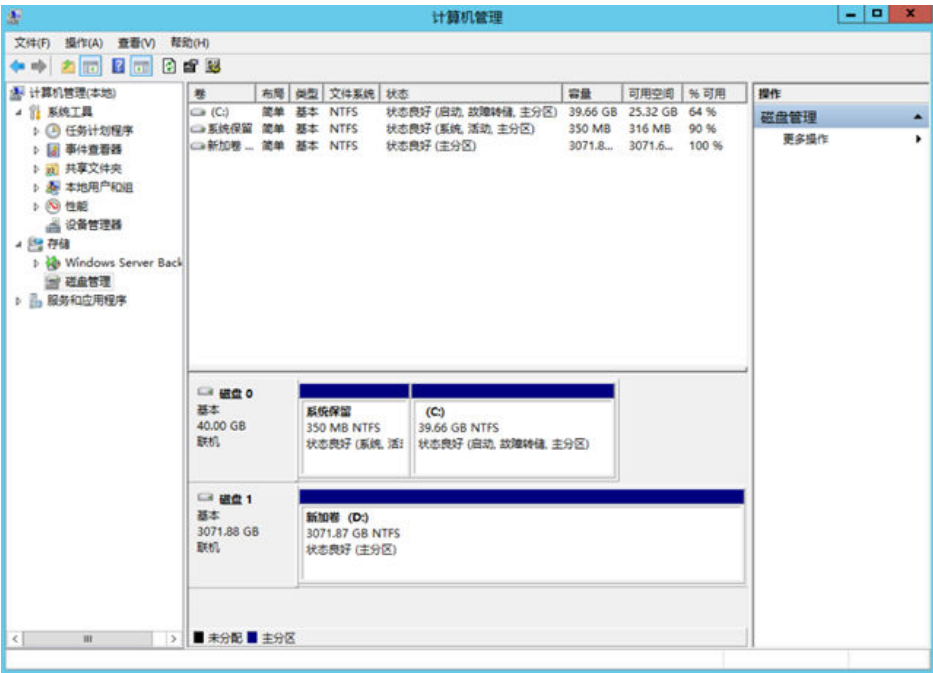 计算机管理
文件(F) 操作(A) 查看(V) 帮助(H)
计算机管理(本地)
系统工具
任务计划程序
事件查看器
共享文件夹
本地用户和组
性能
设备管理器
存储
Windows Server Back
磁盘管理
服务和应用程序
卷 布局 类型 文件系统 状态 容量 可用空间 % 可用
(C:) 简单 基本 NTFS 状态良好 (启动, 故障转储, 主分区) 39.66 GB 25.32 GB 64 %
系统保留 简单 基本 NTFS 状态良好 (系统, 活动, 主分区) 350 MB 316 MB 90 %
新加卷 ... 简单 基本 NTFS 状态良好 (主分区) 3071.8... 3071.6... 100 %
操作
磁盘管理
更多操作
磁盘 0
基本
40.00 GB
联机
系统保留
350 MB NTFS
状态良好 (系统, 活动
(C:)
39.66 GB NTFS
状态良好 (启动, 故障转储, 主分区)
磁盘 1
基本
3071.88 GB
联机
新加卷 (D:)
3071.87 GB NTFS
状态良好 (主分区)
未分配 主分区